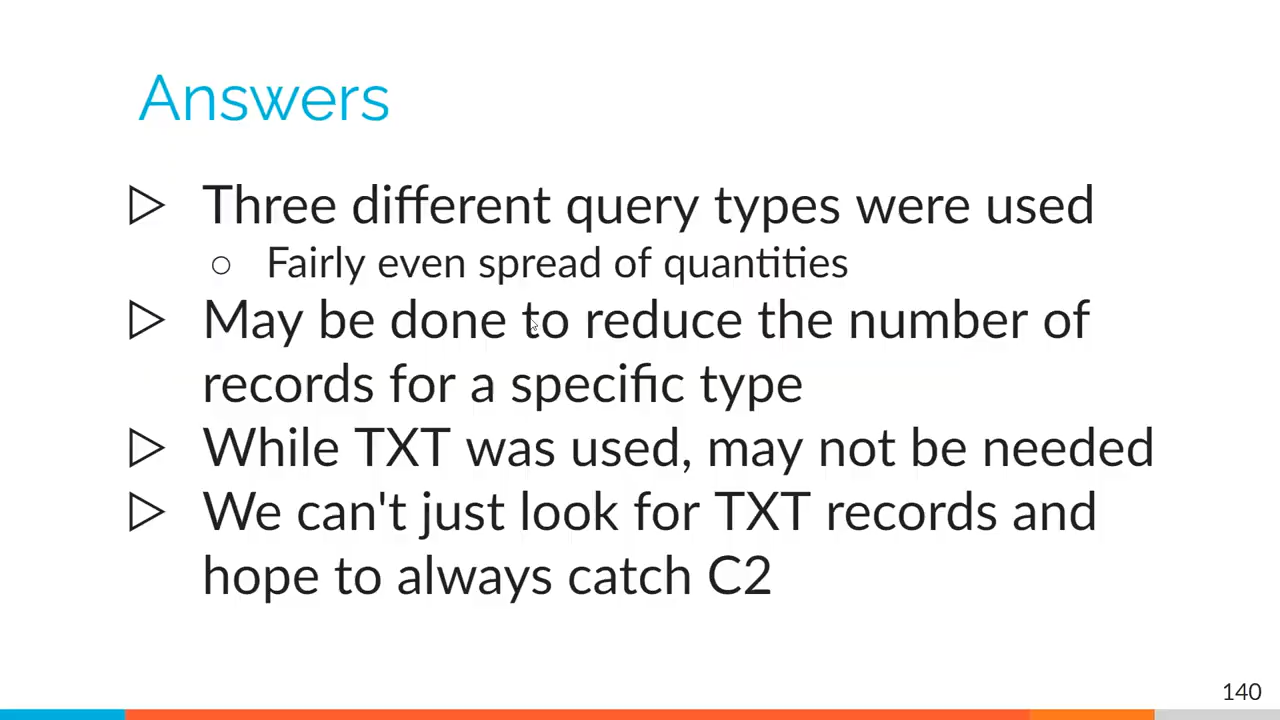 Answers
▷ Three different query types were used
○ Fairly even spread of quantities
▷ May be done to reduce the number of
records for a specific type
▷ While TXT was used, may not be needed
▷ We can't just look for TXT records and
hope to always catch C2
140